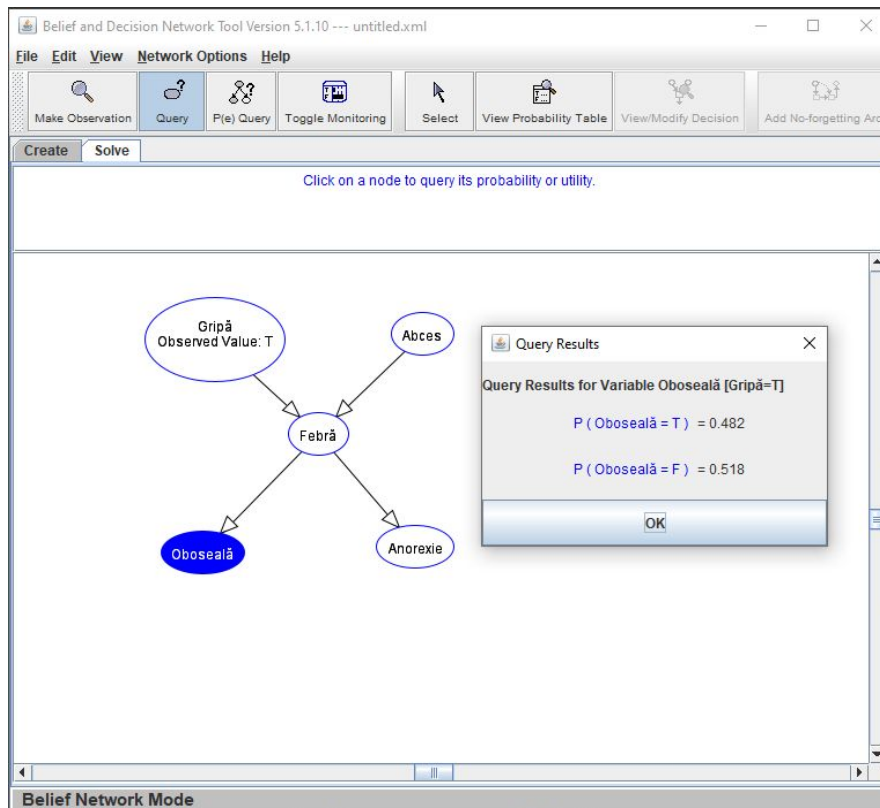 Belief and Decision Network Tool Version 5.1.10 --- untitled.xml
File Edit View Network Options Help
Make Observation Query P(e) Query Toggle Monitoring Select View Probability Table View/Modify Decision Add No-forgetting Arc
Create Solve
Click on a node to query its probability or utility.
Gripă
Observed Value: T
Abces
Febră
Oboseală
Anorexie
Query Results
Query Results for Variable Oboseală [Gripă=T]
P ( Oboseală = T ) = 0.482
P ( Oboseală = F ) = 0.518
OK
Belief Network Mode